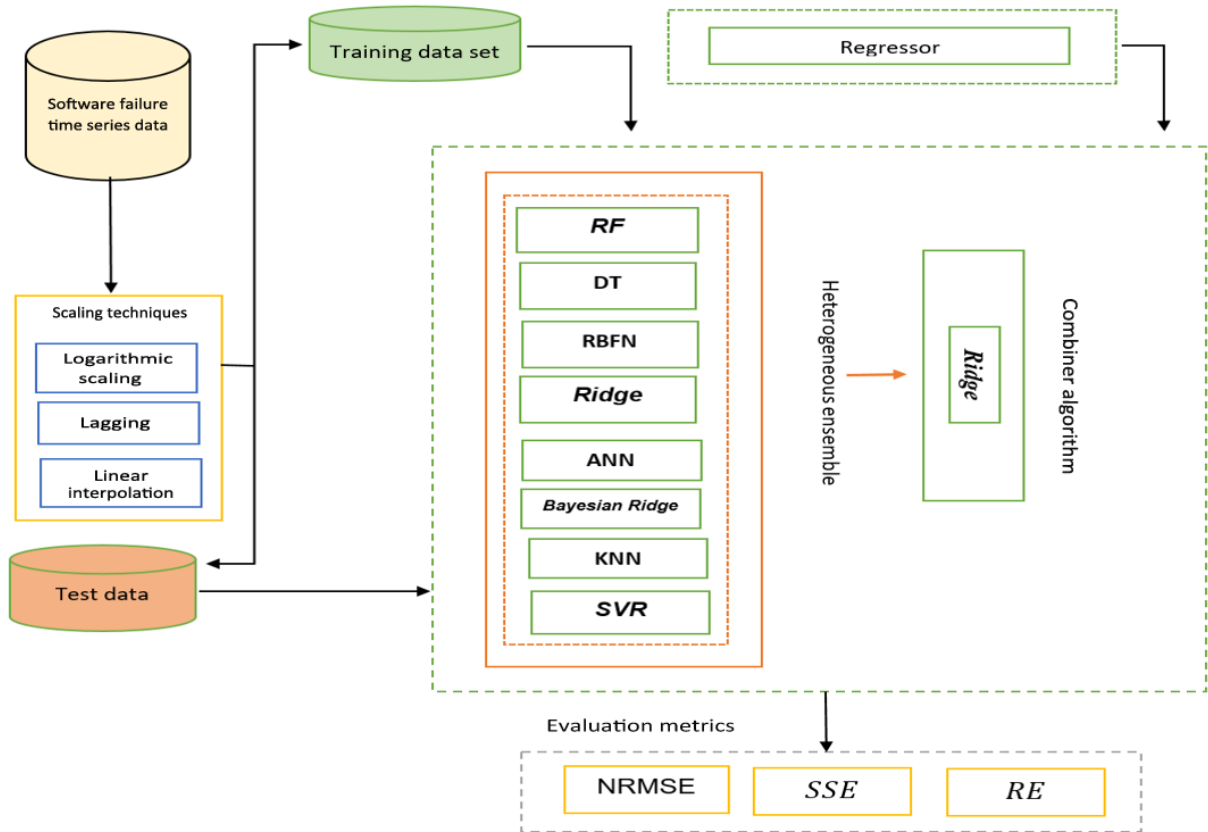 Software failure
time series data
Training data set
Regressor
Scaling techniques
Logarithmic
scaling
Lagging
Linear
interpolation
Test data
RF
DT
RBFN
Ridge
ANN
Bayesian Ridge
KNN
SVR
Heterogeneous ensemble
Ridge
Combiner algorithm
Evaluation metrics
NRMSE
SSE
RE